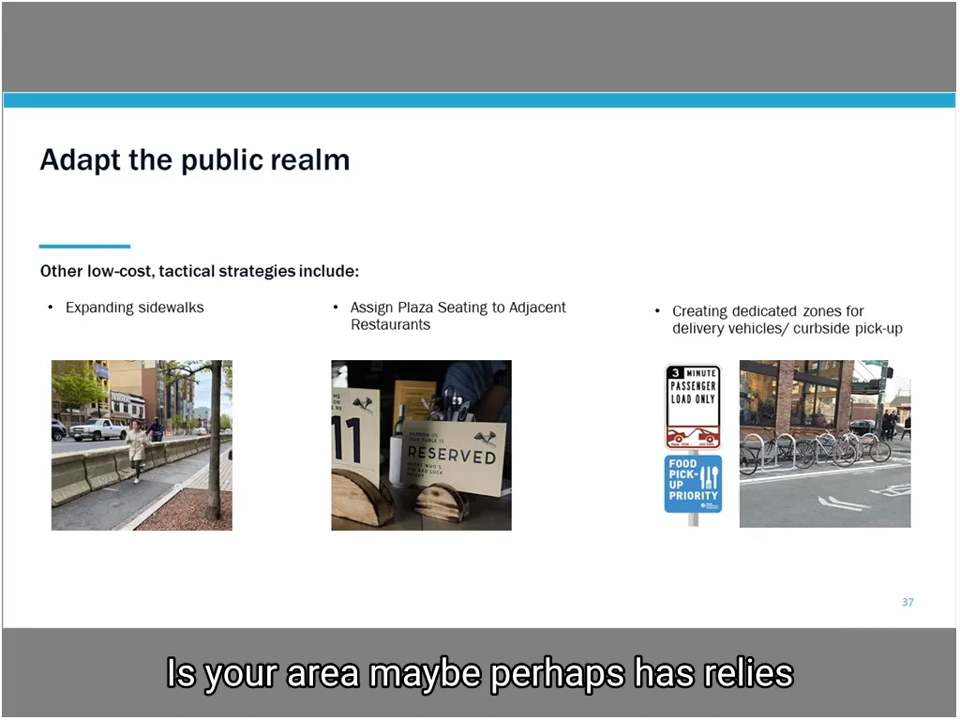 Adapt the public realm
Other low-cost, tactical strategies include:
• Expanding sidewalks
• Assign Plaza Seating to Adjacent
Restaurants
• Creating dedicated zones for
delivery vehicles/ curbside pick-up
11
RESERVED
3 MINUTE
PASSENGER
LOAD ONLY
FOOD
PICK-
UP
PRIORITY
37
Is your area maybe perhaps has relies